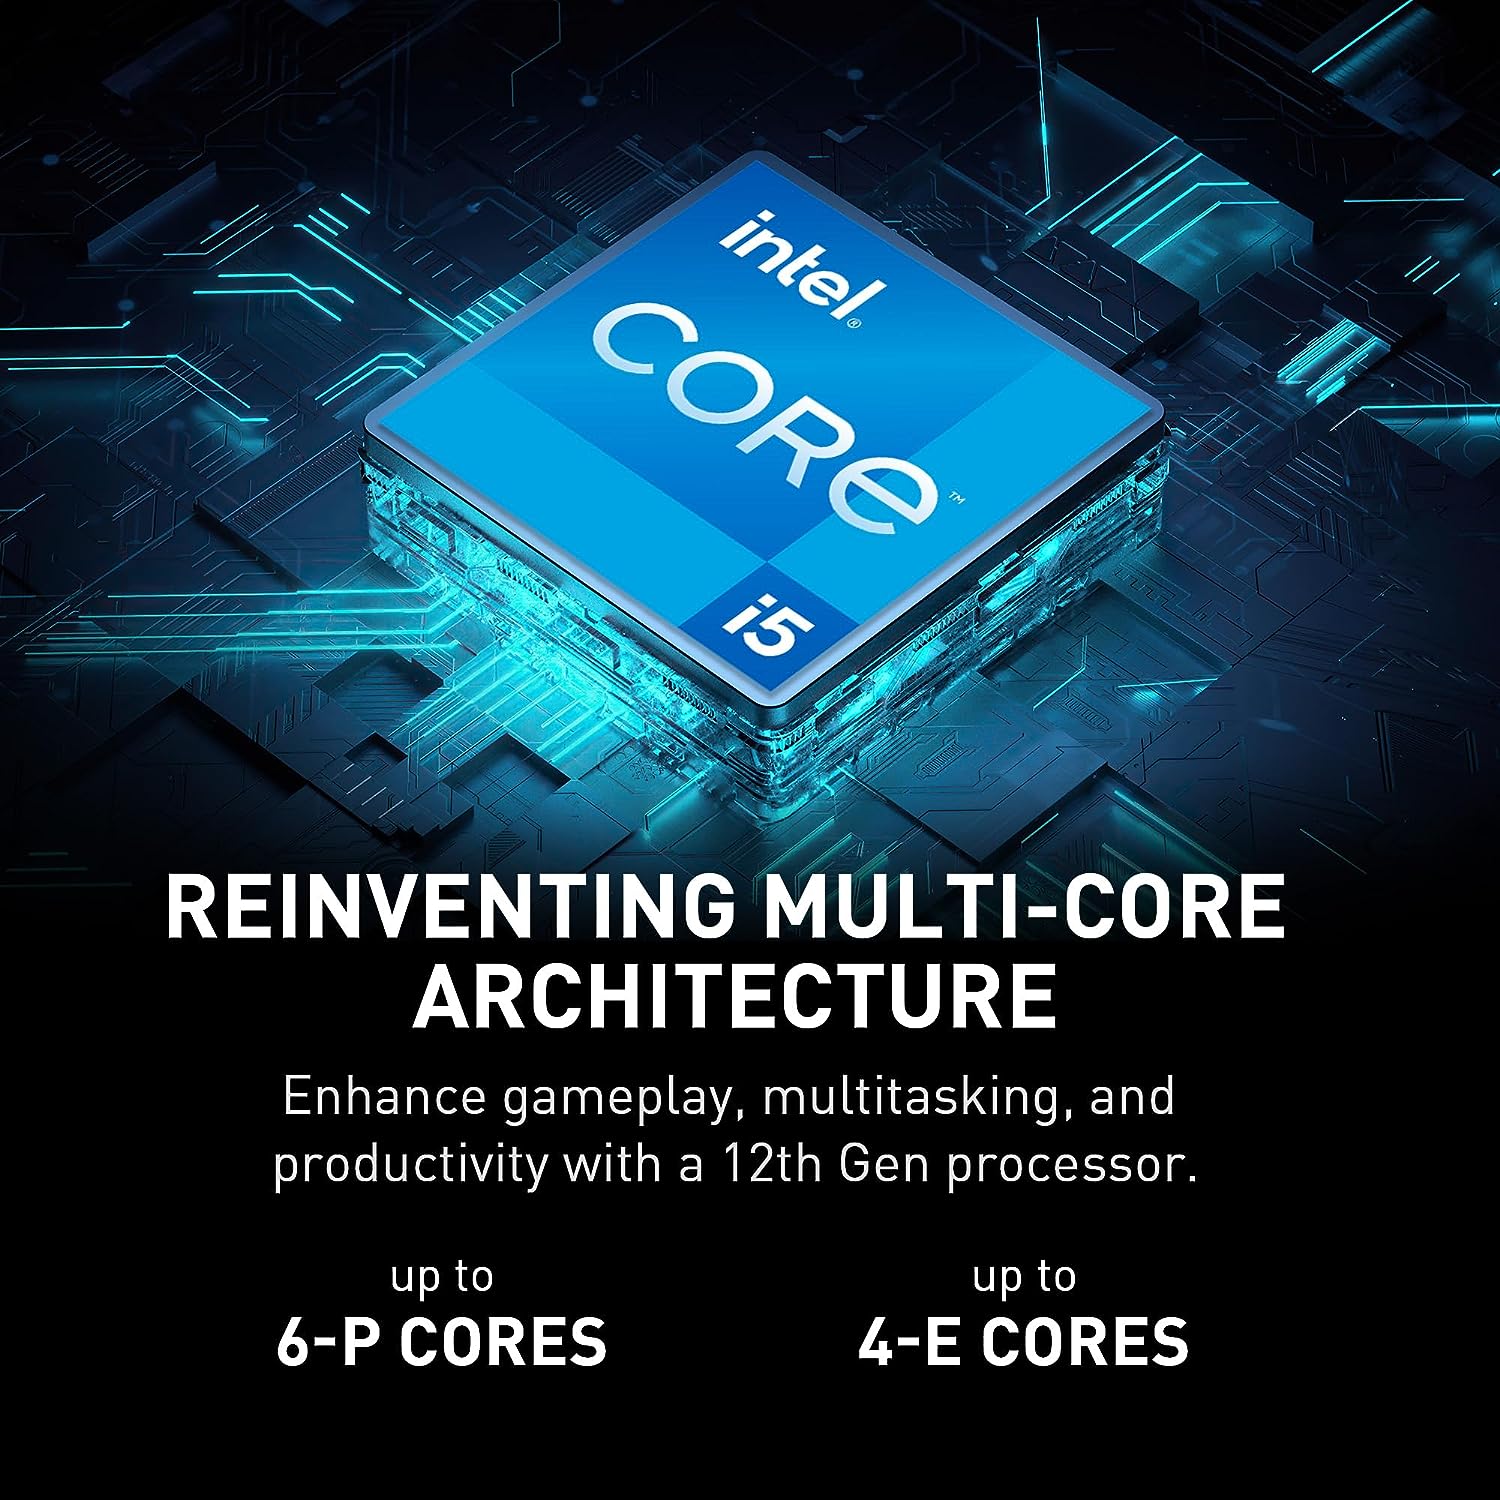 intel®
CORE™
i5
REINVENTING MULTI-CORE
ARCHITECTURE
Enhance gameplay, multitasking, and
productivity with a 12th Gen processor.
up to
6-P CORES
up to
4-E CORES